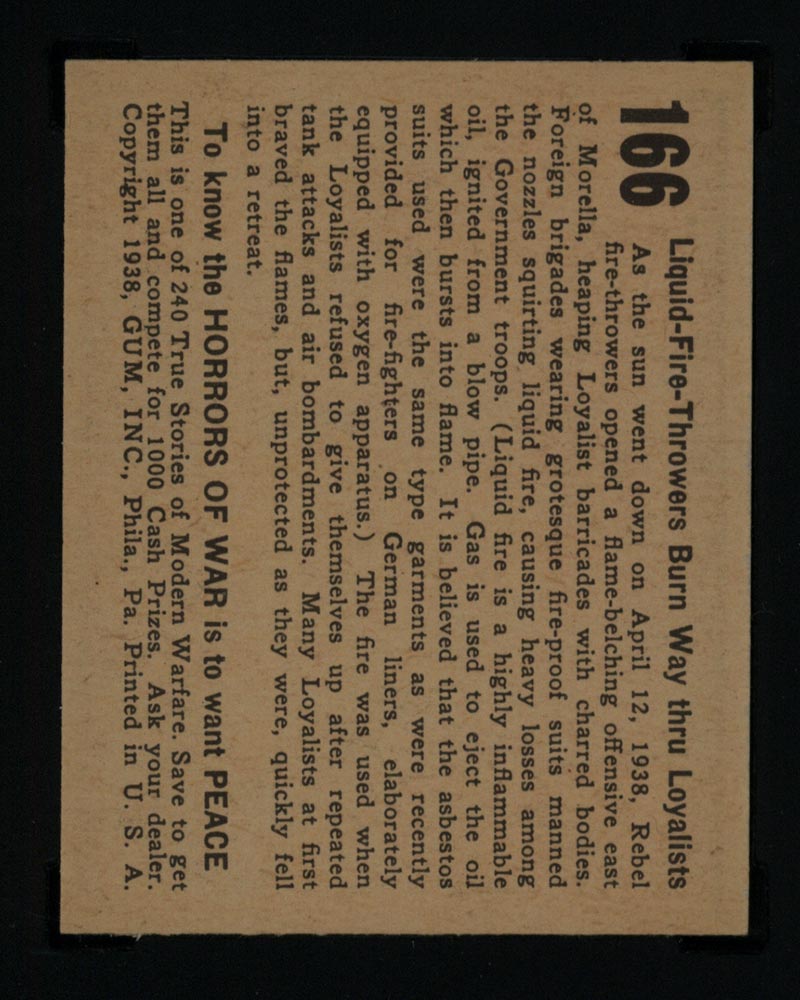 166 Liquid-Fire-Throwers Burn Way thru Loyalists
As the sun went down on April 12, 1938, Rebel
fire-throwers opened a flame-belching offensive east
of Morella, heaping Loyalist barricades with charred bodies.
Foreign brigades wearing grotesque fire-proof suits manned
the nozzles squirting liquid fire, causing heavy losses among
the Government troops. (Liquid fire is a highly inflammable
oil, ignited from a blow pipe. Gas is used to eject the oil
which then bursts into flame. It is believed that the asbestos
suits used were the same type garments as were recently
provided for fire-fighters on German liners, elaborately
equipped with oxygen apparatus.) The fire was used when
the Loyalists refused to give themselves up after repeated
tank attacks and air bombardments. Many Loyalists at first
braved the flames, but, unprotected as they were, quickly fell
into a retreat.
To know the HORRORS OF WAR is to want PEACE
This is one of 240 True Stories of Modern Warfare. Save to get
them all and compete for 1000 Cash Prizes. Ask your dealer.
Copyright 1938, GUM, INC., Phila., Pa. Printed in U. S. A.